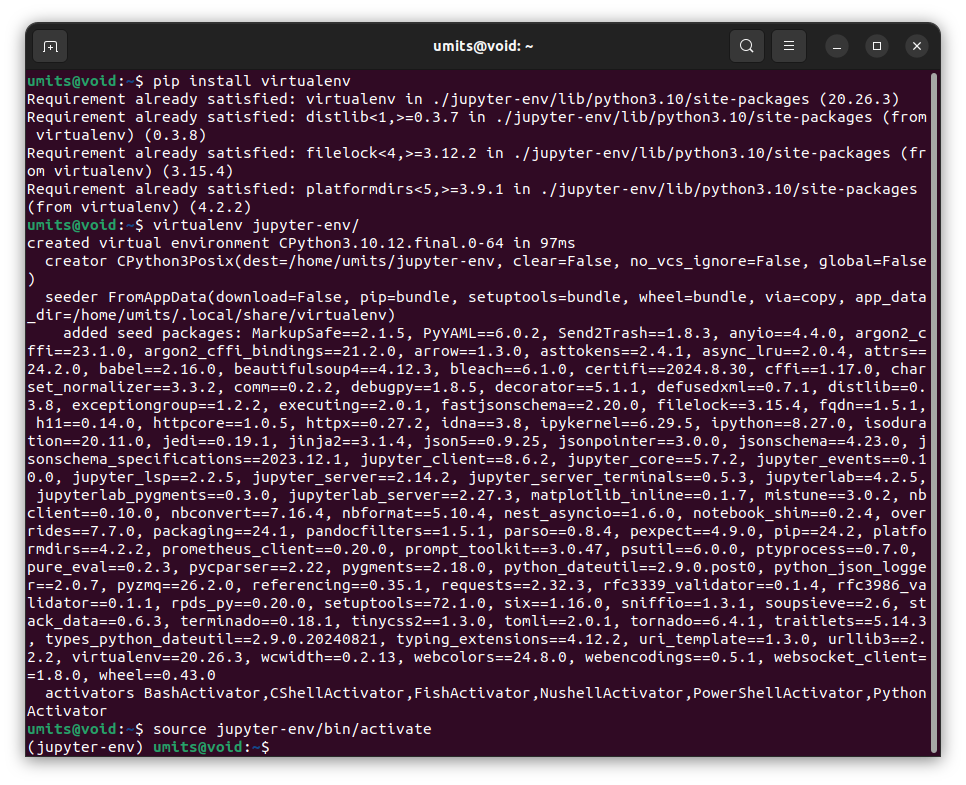 umits@void: ~
umits@void:~$ pip install virtualenv
Requirement already satisfied: virtualenv in ./jupyter-env/lib/python3.10/site-packages (20.26.3)
Requirement already satisfied: distlib<1,>=0.3.7 in ./jupyter-env/lib/python3.10/site-packages (from
 virtualenv) (0.3.8)
Requirement already satisfied: filelock<4,>=3.12.2 in ./jupyter-env/lib/python3.10/site-packages (fr
om virtualenv) (3.15.4)
Requirement already satisfied: platformdirs<5,>=3.9.1 in ./jupyter-env/lib/python3.10/site-packages
(from virtualenv) (4.2.2)
umits@void:~$ virtualenv jupyter-env/
created virtual environment CPython3.10.12.final.0-64 in 97ms
  creator CPython3Posix(dest=/home/umits/jupyter-env, clear=False, no_vcs_ignore=False, global=False
)
  seeder FromAppData(download=False, pip=bundle, setuptools=bundle, wheel=bundle, via=copy, app_data
_dir=/home/umits/.local/share/virtualenv)
    added seed packages: MarkupSafe==2.1.5, PyYAML==6.0.2, Send2Trash==1.8.3, anyio==4.4.0, argon2_c
ffi==23.1.0, argon2_cffi_bindings==21.2.0, arrow==1.3.0, asttokens==2.4.1, async_lru==2.0.4, attrs==
24.2.0, babel==2.16.0, beautifulsoup4==4.12.3, bleach==6.1.0, certifi==2024.8.30, cffi==1.17.0, char
set_normalizer==3.3.2, comm==0.2.2, debugpy==1.8.5, decorator==5.1.1, defusedxml==0.7.1, distlib==0.
3.8, exceptiongroup==1.2.2, executing==2.0.1, fastjsonschema==2.20.0, filelock==3.15.4, fqdn==1.5.1,
 h11==0.14.0, httpcore==1.0.5, httpx==0.27.2, idna==3.8, ipykernel==6.29.5, ipython==8.27.0, isodura
tion==20.11.0, jedi==0.19.1, jinja2==3.1.4, json5==0.9.25, jsonpointer==3.0.0, jsonschema==4.23.0, j
sonschema_specifications==2023.12.1, jupyter_client==8.6.2, jupyter_core==5.7.2, jupyter_events==0.1
0.0, jupyter_lsp==2.2.5, jupyter_server==2.14.2, jupyter_server_terminals==0.5.3, jupyterlab==4.2.5,
 jupyterlab_pygments==0.3.0, jupyterlab_server==2.27.3, matplotlib_inline==0.1.7, mistune==3.0.2, nb
client==0.10.0, nbconvert==7.16.4, nbformat==5.10.4, nest_asyncio==1.6.0, notebook_shim==0.2.4, over
rides==7.7.0, packaging==24.1, pandocfilters==1.5.1, parso==0.8.4, pexpect==4.9.0, pip==24.2, platfo
rmdirs==4.2.2, prometheus_client==0.20.0, prompt_toolkit==3.0.47, psutil==6.0.0, ptyprocess==0.7.0,
pure_eval==0.2.3, pycparser==2.22, pygments==2.18.0, python_dateutil==2.9.0.post0, python_json_logge
r==2.0.7, pyzmq==26.2.0, referencing==0.35.1, requests==2.32.3, rfc3339_validator==0.1.4, rfc3986_va
lidator==0.1.1, rpds_py==0.20.0, setuptools==72.1.0, six==1.16.0, sniffio==1.3.1, soupsieve==2.6, st
ack_data==0.6.3, terminado==0.18.1, tinycss2==1.3.0, tomli==2.0.1, tornado==6.4.1, traitlets==5.14.3
, types_python_dateutil==2.9.0.20240821, typing_extensions==4.12.2, uri_template==1.3.0, urllib3==2.
2.2, virtualenv==20.26.3, wcwidth==0.2.13, webcolors==24.8.0, webencodings==0.5.1, websocket_client=
=1.8.0, wheel==0.43.0
  activators BashActivator,CShellActivator,FishActivator,NushellActivator,PowerShellActivator,Python
Activator
umits@void:~$ source jupyter-env/bin/activate
(jupyter-env) umits@void:~$